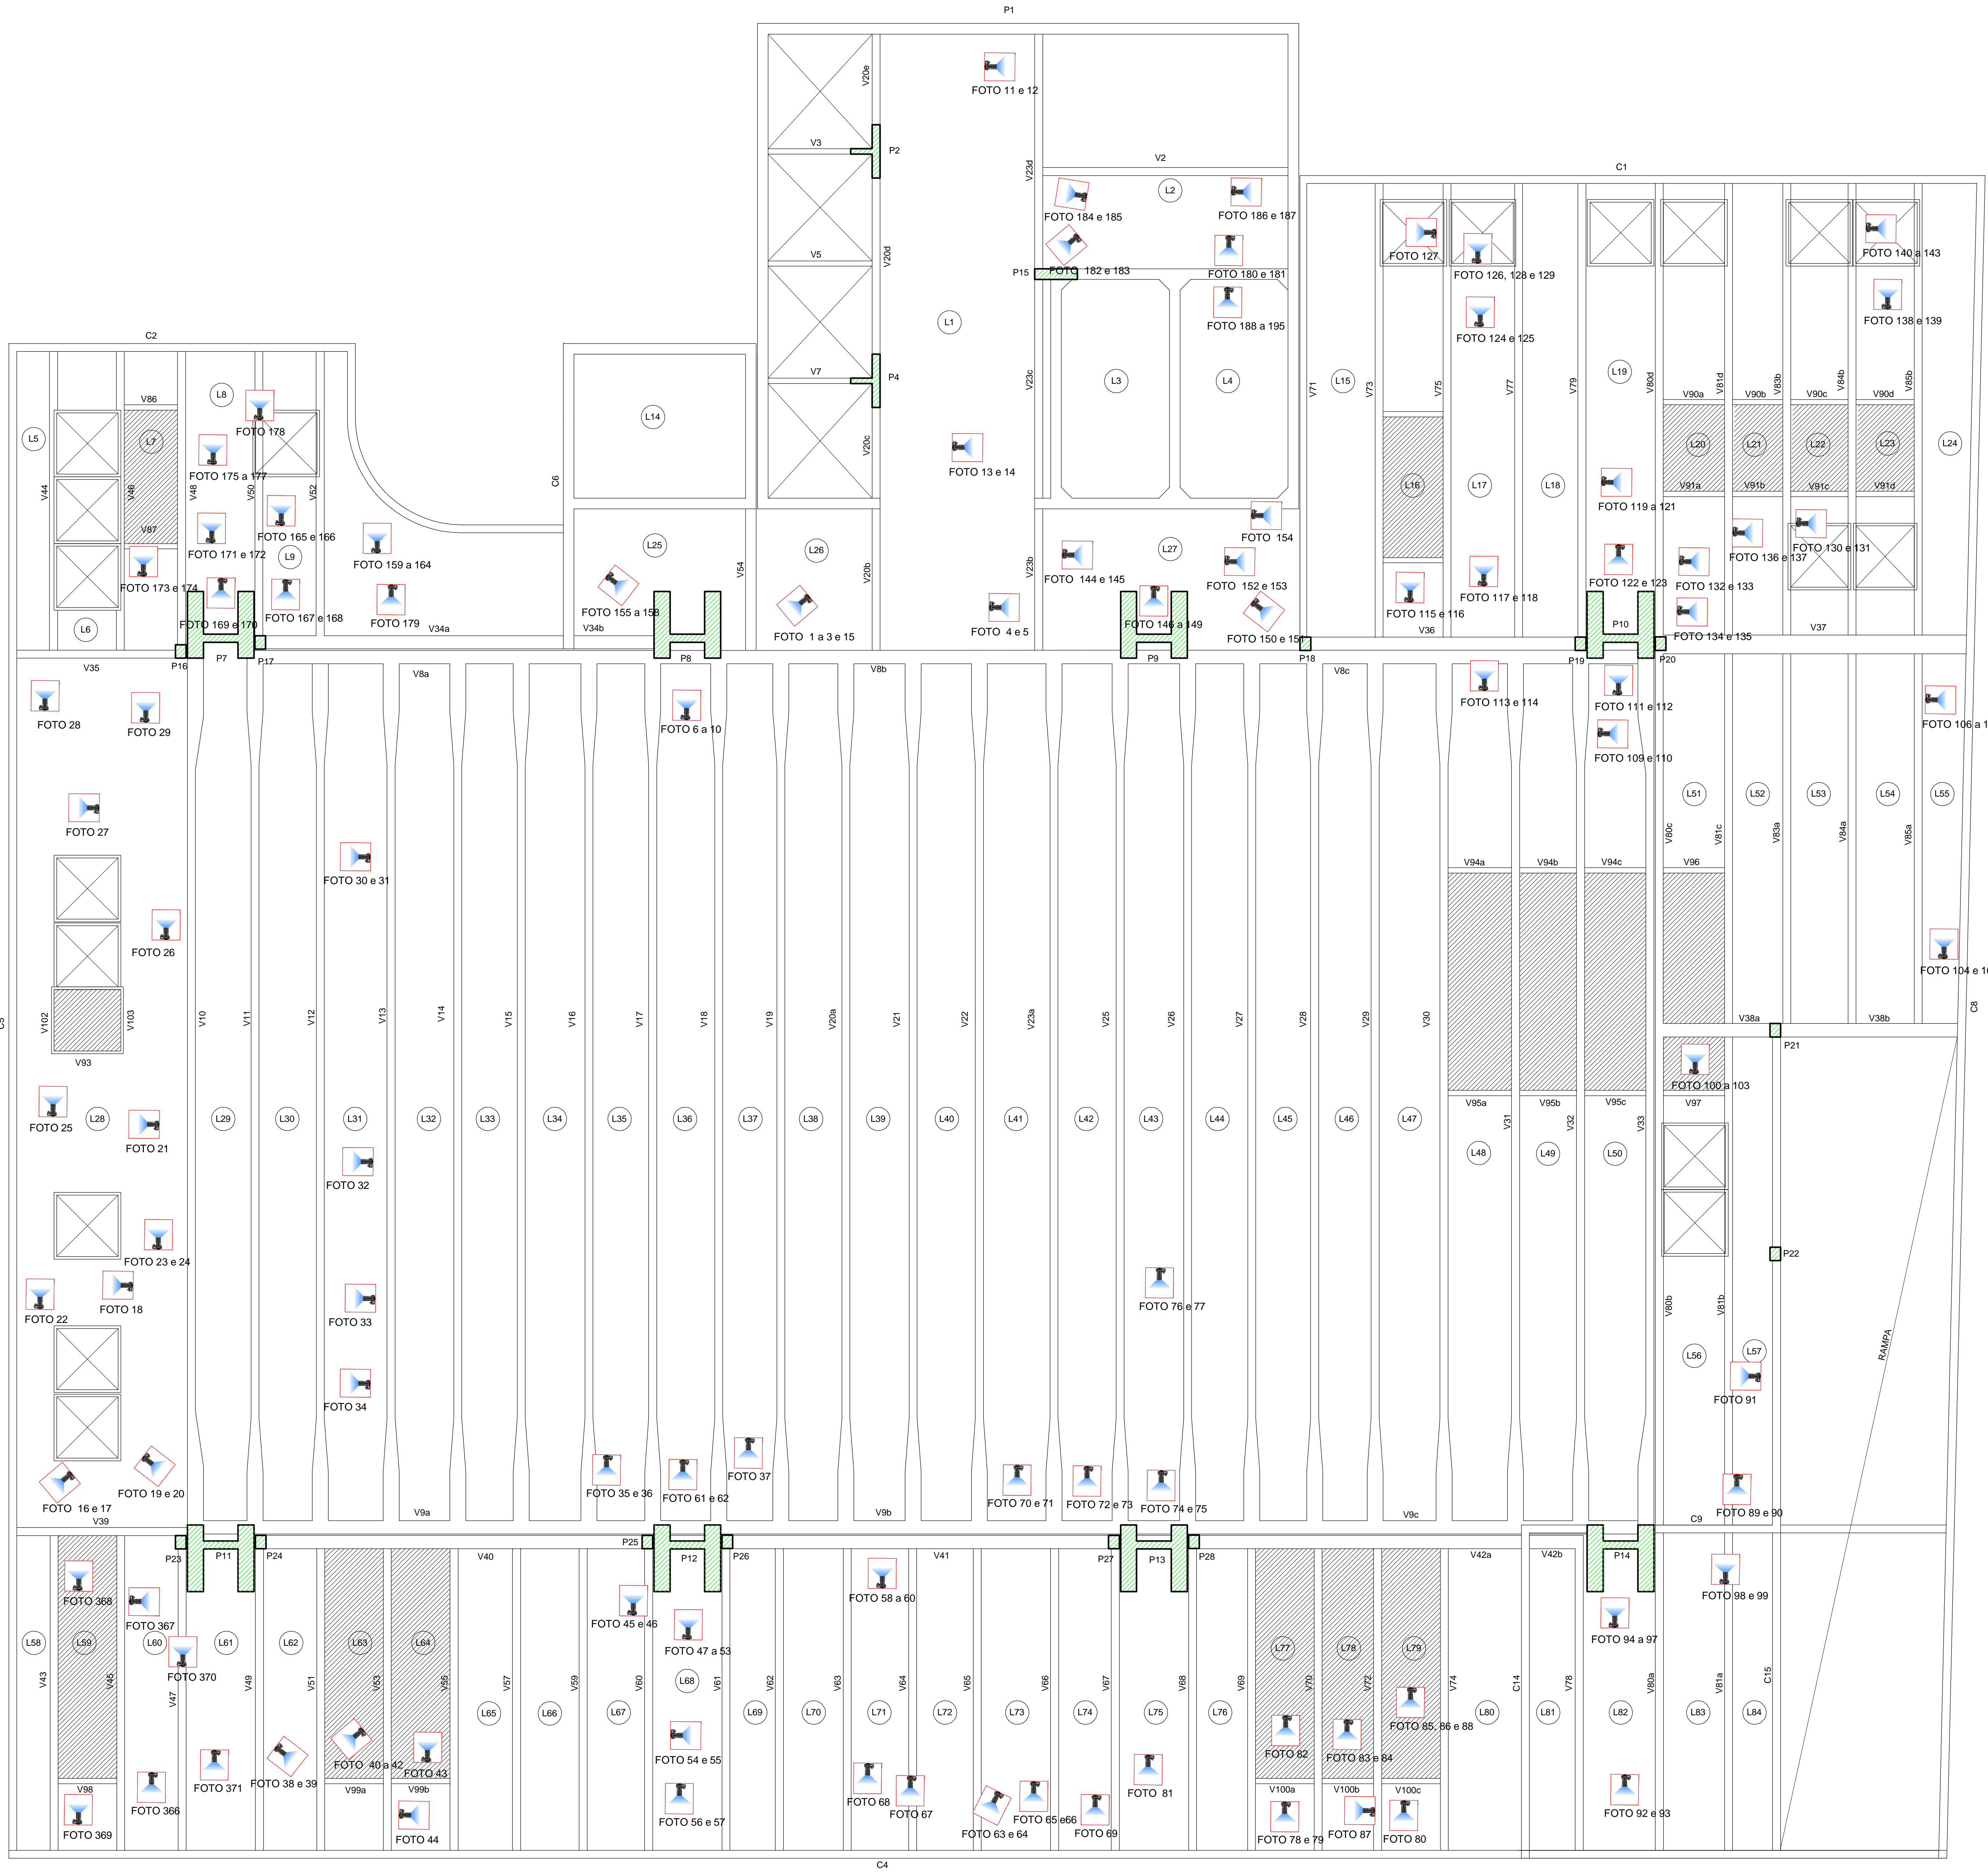 P1
V20e
FOTO 11 e 12
V3
P2
V23d
V2
C1
L2
FOTO 184 e 185
FOTO 186 e 187
V5
V20d
P15
FOTO 182 e 183
FOTO 180 e 181
FOTO 127
FOTO 126, 128 e 129
FOTO 140 a 143
L1
FOTO 188 a 195
FOTO 124 e 125
FOTO 138 e 139
C2
V7
P4
V23c
L3
L4
V71
L15
V73
V75
V77
V79
L19
V80d
V81d
V83b
V84b
V85b
V86
L8
FOTO 178
L14
V90a
V90b
V90c
V90d
L5
L7
FOTO 175 a 177
V20c
FOTO 13 e 14
L20
L21
L22
L23
L24
V44
V46
V48
V50
V52
C6
L16
L17
L18
V91a
V91b
V91c
V91d
FOTO 119 a 121
V87
FOTO 171 e 172
FOTO 165 e 166
L9
FOTO 159 a 164
L25
V54
L26
V20b
V23b
L27
FOTO 154
FOTO 144 e 145
FOTO 152 e 153
FOTO 136 e 137
FOTO 130 e 131
FOTO 173 e 174
FOTO 169 e 170
FOTO 167 e 168
FOTO 179
FOTO 155 a 158
FOTO 1 a 3 e 15
FOTO 4 e 5
FOTO 146 a 149
FOTO 150 e 151
FOTO 115 e 116
FOTO 117 e 118
FOTO 122 e 123
FOTO 132 e 133
FOTO 134 e 135
L6
V34a
V34b
V36
P10
V37
V35
P16
P7
P17
P8
P9
P18
P19
P20
V8a
V8b
V8c
FOTO 28
FOTO 29
FOTO 6 a 10
FOTO 113 e 114
FOTO 111 e 112
FOTO 109 e 110
FOTO 106 a 1
FOTO 27
L51
L52
L53
L54
L55
V80c
V81c
V83a
V84a
V85a
FOTO 30 e 31
V94a
V94b
V94c
V96
FOTO 26
FOTO 104 e 10
C5
V102
V103
V10
V11
V12
V13
V14
V15
V16
V17
V18
V19
V20a
V21
V22
V23a
V25
V26
V27
V28
V29
V30
V38a
V38b
C8
V93
P21
FOTO 100 a 103
V95a
V95b
V95c
V97
FOTO 25
L28
FOTO 21
L29
L30
L31
L32
L33
L34
L35
L36
L37
L38
L39
L40
L41
L42
L43
L44
L45
L46
L47
V31
V32
V33
L48
L49
L50
FOTO 32
FOTO 23 e 24
P22
FOTO 22
FOTO 18
FOTO 33
FOTO 76 e 77
V80b
V81b
L56
L57
RAMPA
FOTO 34
FOTO 91
FOTO 16 e 17
FOTO 19 e 20
FOTO 35 e 36
FOTO 61 e 62
FOTO 37
FOTO 70 e 71
FOTO 72 e 73
FOTO 74 e 75
FOTO 89 e 90
V39
V9a
V9b
V9c
C9
P23
P11
P24
V40
P25
P12
P26
V41
P27
P13
P28
V42a
V42b
P14
FOTO 368
FOTO 367
FOTO 45 e 46
FOTO 58 a 60
FOTO 98 e 99
FOTO 47 a 53
FOTO 94 a 97
L58
L59
L60
L61
L62
L63
L64
L77
L78
L79
FOTO 370
V43
V45
V47
V49
V51
V53
V55
V57
V59
V60
L68
V61
V62
V63
V64
V65
V66
V67
V68
V69
V70
V72
V74
C14
V78
V80a
V81a
C15
L65
L66
L67
L69
L70
L71
L72
L73
L74
L75
L76
L80
L81
L82
L83
L84
FOTO 85, 86 e 88
FOTO 54 e 55
FOTO 82
FOTO 83 e 84
FOTO 40 a 42
FOTO 43
FOTO 38 e 39
FOTO 371
V98
V99a
V99b
V100a
V100b
V100c
FOTO 366
FOTO 68
FOTO 67
FOTO 81
FOTO 92 e 93
FOTO 369
FOTO 44
FOTO 56 e 57
FOTO 63 e 64
FOTO 65 e66
FOTO 69
FOTO 78 e 79
FOTO 87
FOTO 80
C4